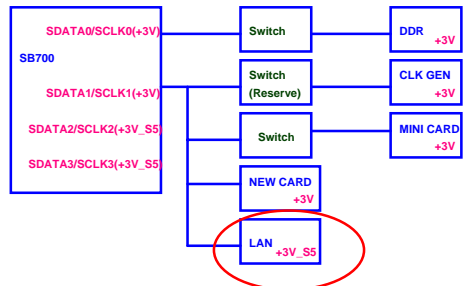 SDATA0/SCLK0(+3V)
SB700
SDATA1/SCLK1(+3V)
SDATA2/SCLK2(+3V_S5)
SDATA3/SCLK3(+3V_S5)
Switch
DDR
+3V
Switch
(Reserve)
CLK GEN
+3V
Switch
MINI CARD
+3V
NEW CARD
+3V
LAN
+3V_S5